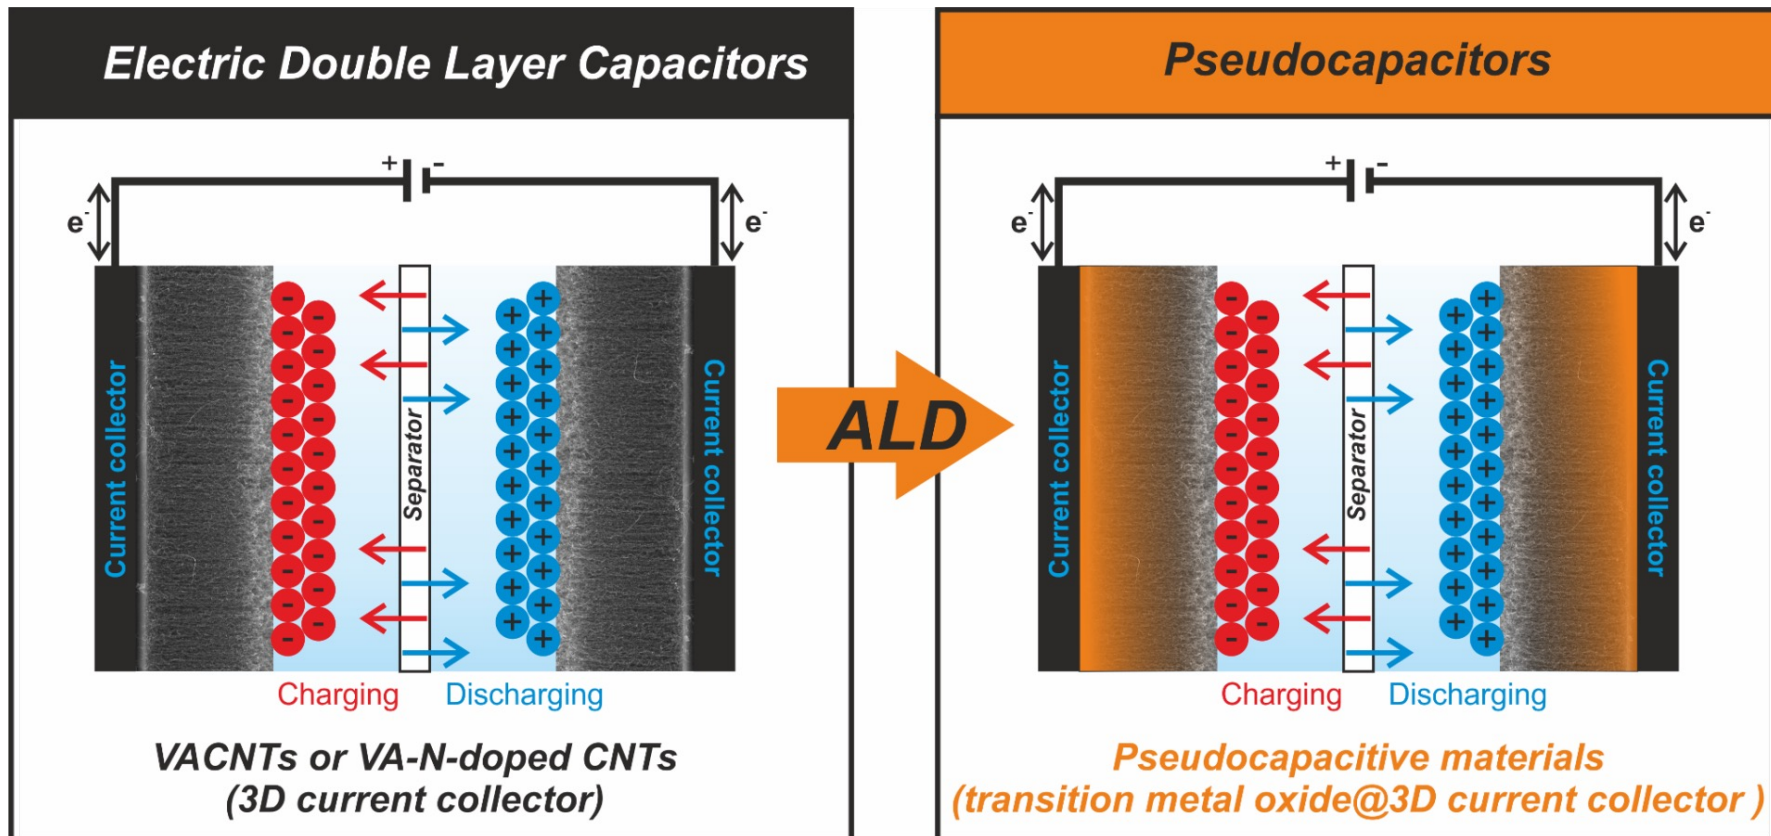 Electric Double Layer Capacitors
+ -
e-
e-
Current collector
- - - - - - - - - - -
- - - - - - - - - -
Separator
+ + + + + + + + + +
+ + + + + + + + + + +
Current collector
Charging
Discharging
VACNTs or VA-N-doped CNTs
(3D current collector)
ALD
Pseudocapacitors
+ -
e-
e-
Current collector
- - - - - - - - - - -
- - - - - - - - - -
Separator
+ + + + + + + + + +
+ + + + + + + + + + +
Current collector
Charging
Discharging
Pseudocapacitive materials
(transition metal oxide@3D current collector )